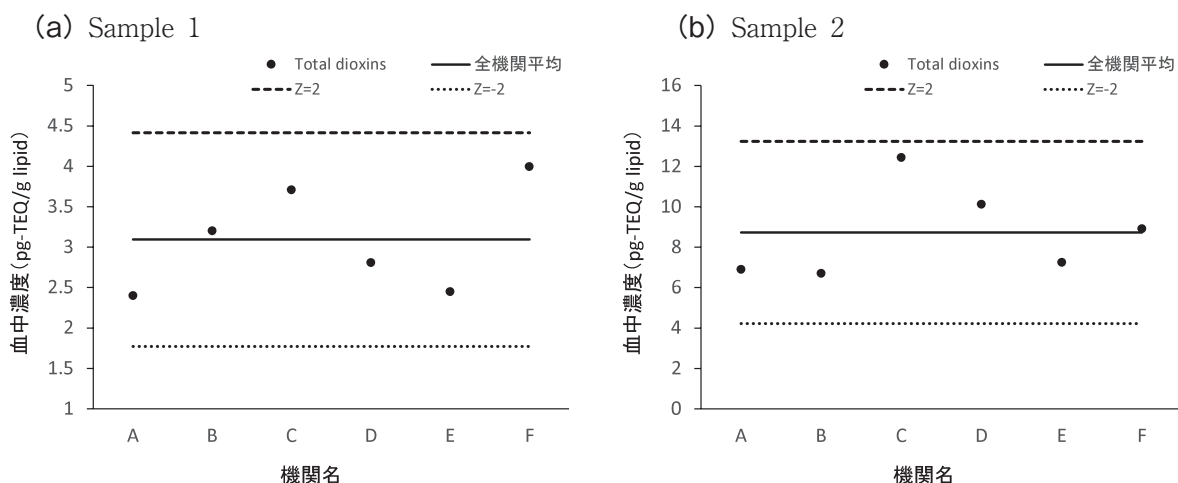 (a) Sample 1
Total dioxins
全機関平均
Z=2
Z=-2
5
4.5
4
3.5
3
2.5
2
1.5
1
血中濃度(pg-TEQ/g lipid)
A B C D E F
機関名
(b) Sample 2
Total dioxins
全機関平均
Z=2
Z=-2
16
14
12
10
8
6
4
2
0
血中濃度(pg-TEQ/g lipid)
A B C D E F
機関名